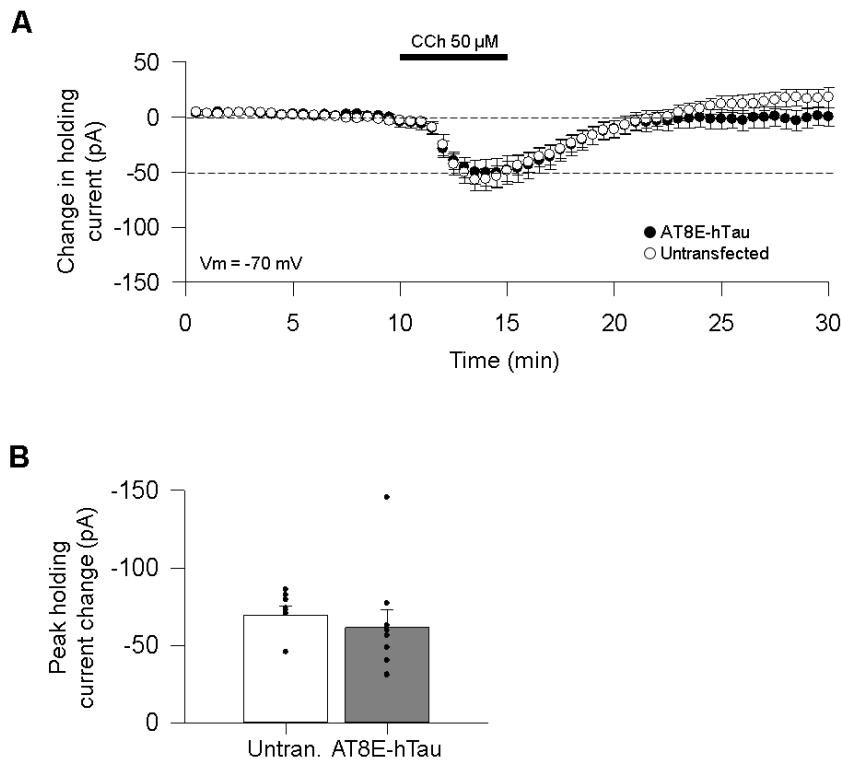 A
CCh 50 µM
50
0
-50
-100
-150
Change in holding
current (pA)
AT8E-hTau
Untransfected
Vm = -70 mV
0 5 10 15 20 25 30
Time (min)
B
-150
-100
-50
0
Peak holding
current change (pA)
Untran. AT8E-hTau